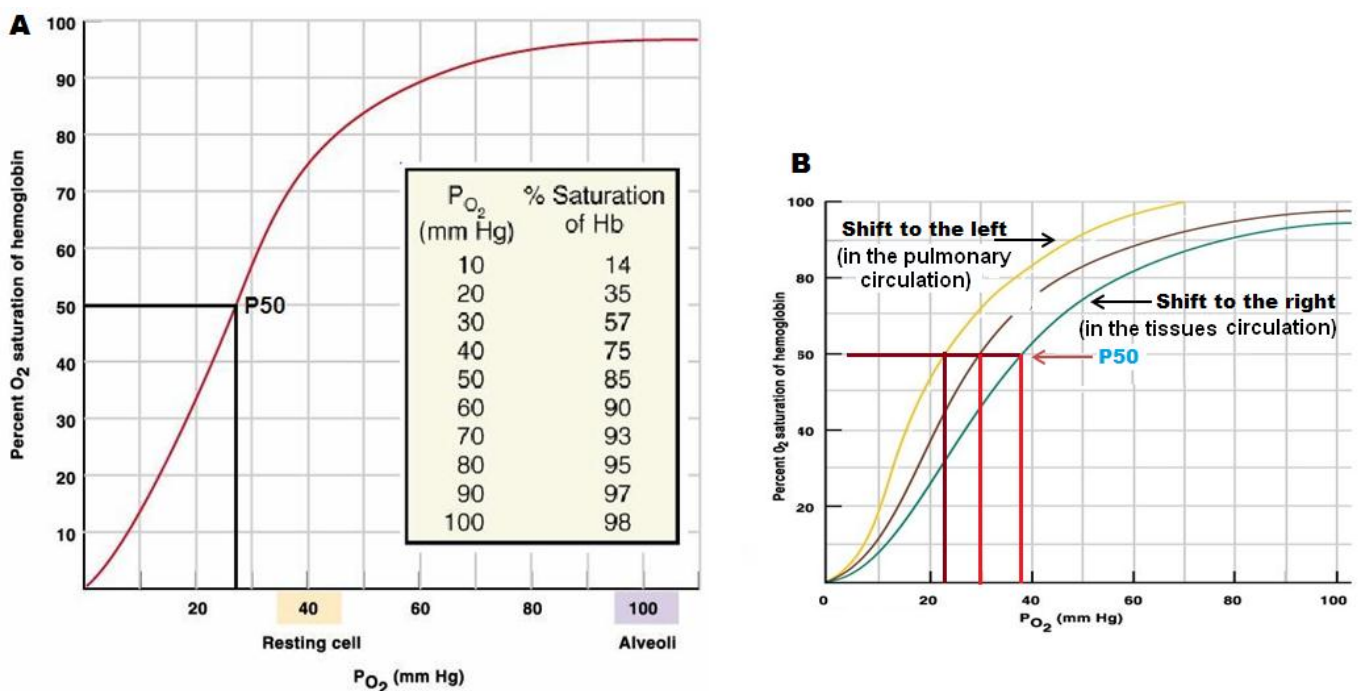 A
100
90
80
70
60
50
40
30
20
10
Percent O₂ saturation of hemoglobin
P50
P O₂
(mm Hg)
% Saturation
of Hb
10 14
20 35
30 57
40 75
50 85
60 90
70 93
80 95
90 97
100 98
20 40 60 80 100
Resting cell Alveoli
P O₂ (mm Hg)
B
100
80
60
40
20
Percent O₂ saturation of hemoglobin
Shift to the left
(in the pulmonary
circulation)
Shift to the right
(in the tissues circulation)
P50
0 20 40 60 80 100
P O₂ (mm Hg)